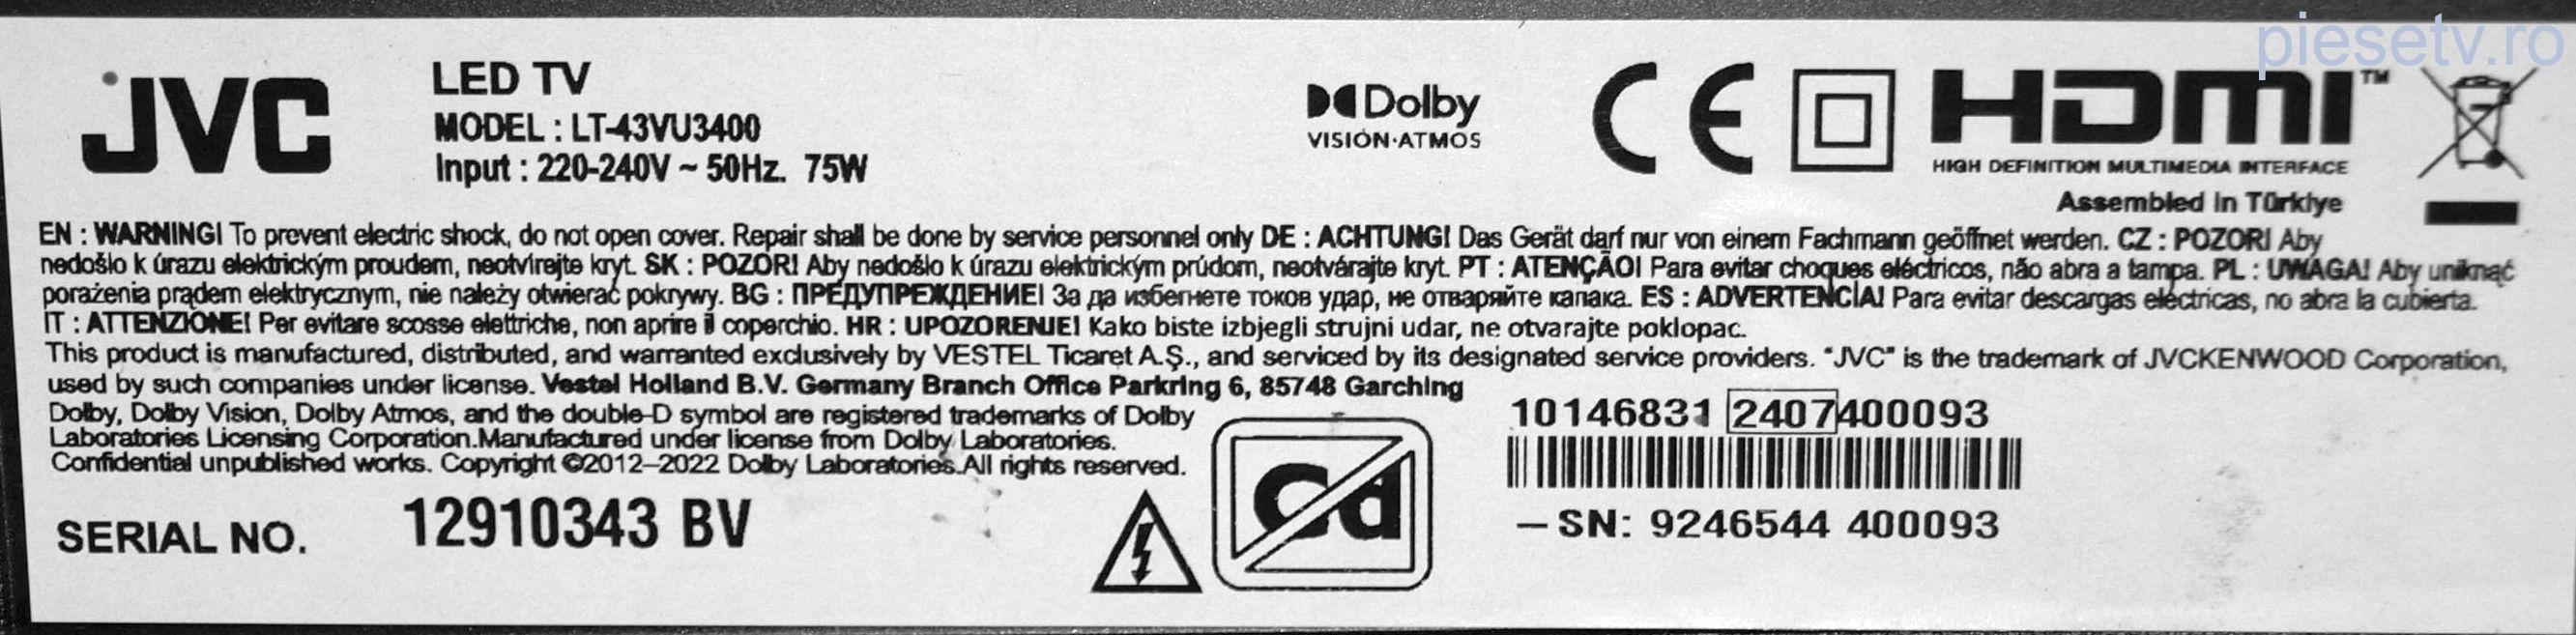 piesetv.ro
JVC
LED TV
MODEL : LT-43VU3400
Input : 220-240V ~ 50Hz. 75W
Dolby
VISION·ATMOS
CE
HDMI™
HIGH DEFINITION MULTIMEDIA INTERFACE
Assembled in Türkiye
EN : WARNING! To prevent electric shock, do not open cover. Repair shall be done by service personnel only DE : ACHTUNG! Das Gerät darf nur von einem Fachmann geöffnet werden. CZ : POZOR! Aby
nedošlo k úrazu elektrickým proudem, neotvírejte kryt. SK : POZOR! Aby nedošlo k úrazu elektrickým prúdom, neotvárajte kryt. PT : ATENÇÃO! Para evitar choques eléctricos, não abra a tampa. PL : UWAGA! Aby uniknąć
porażenia prądem elektrycznym, nie należy otwierać pokrywy. BG : ПРЕДУПРЕЖДЕНИЕ! За да избегнете токов удар, не отваряйте капака. ES : ADVERTENCİA! Para evitar descargas eléctricas, no abra la cubierta.
IT : ATTENZIONE! Per evitare scosse elettriche, non aprire il coperchio. HR : UPOZORENJE! Kako biste izbjegli strujni udar, ne otvarajte poklopac.
This product is manufactured, distributed, and warranted exclusively by VESTEL Ticaret A.Ş., and serviced by its designated service providers. "JVC" is the trademark of JVCKENWOOD Corporation,
used by such companies under license. Vestel Holland B.V. Germany Branch Office Parkring 6, 85748 Garching
Dolby, Dolby Vision, Dolby Atmos, and the double-D symbol are registered trademarks of Dolby
Laboratories Licensing Corporation.Manufactured under license from Dolby Laboratories.
Confidential unpublished works. Copyright ©2012–2022 Dolby Laboratories.All rights reserved.
10146831 2407400093
Cd
SERIAL NO. 12910343 BV
–SN: 9246544 400093